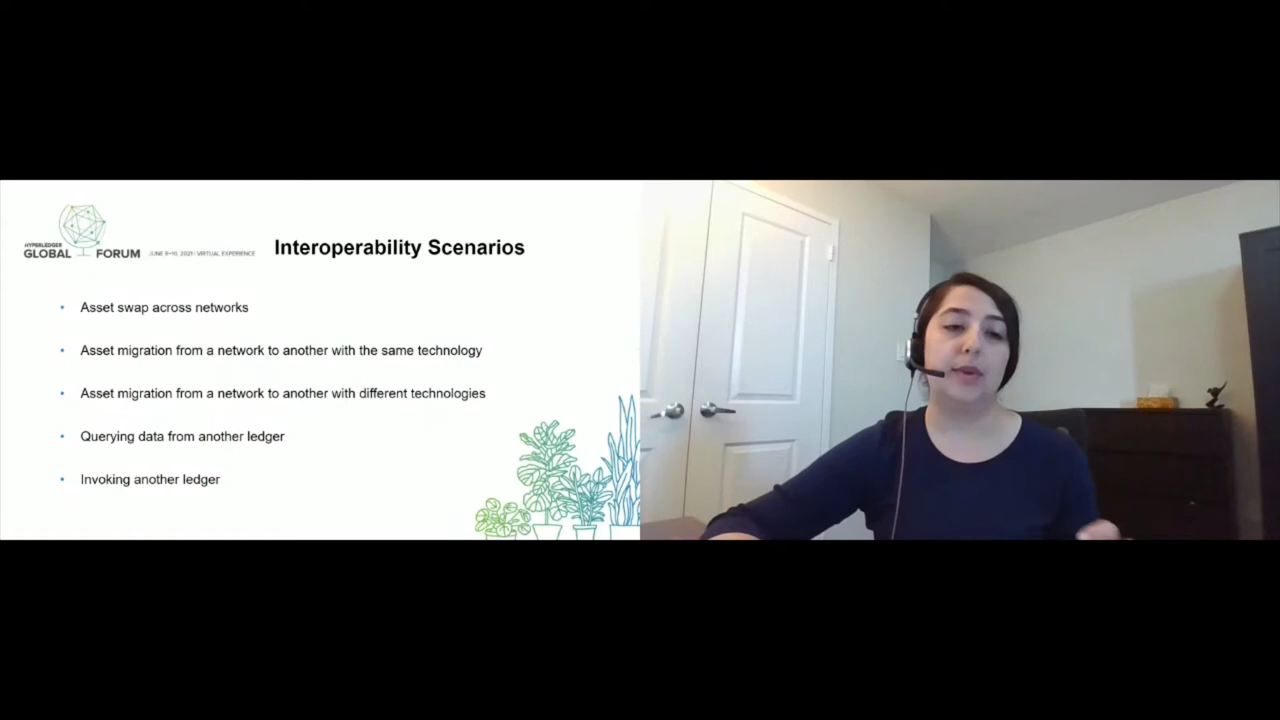 HYPERLEDGER
GLOBAL FORUM JUNE 8–10, 2021 | VIRTUAL EXPERIENCE
Interoperability Scenarios
• Asset swap across networks
• Asset migration from a network to another with the same technology
• Asset migration from a network to another with different technologies
• Querying data from another ledger
• Invoking another ledger